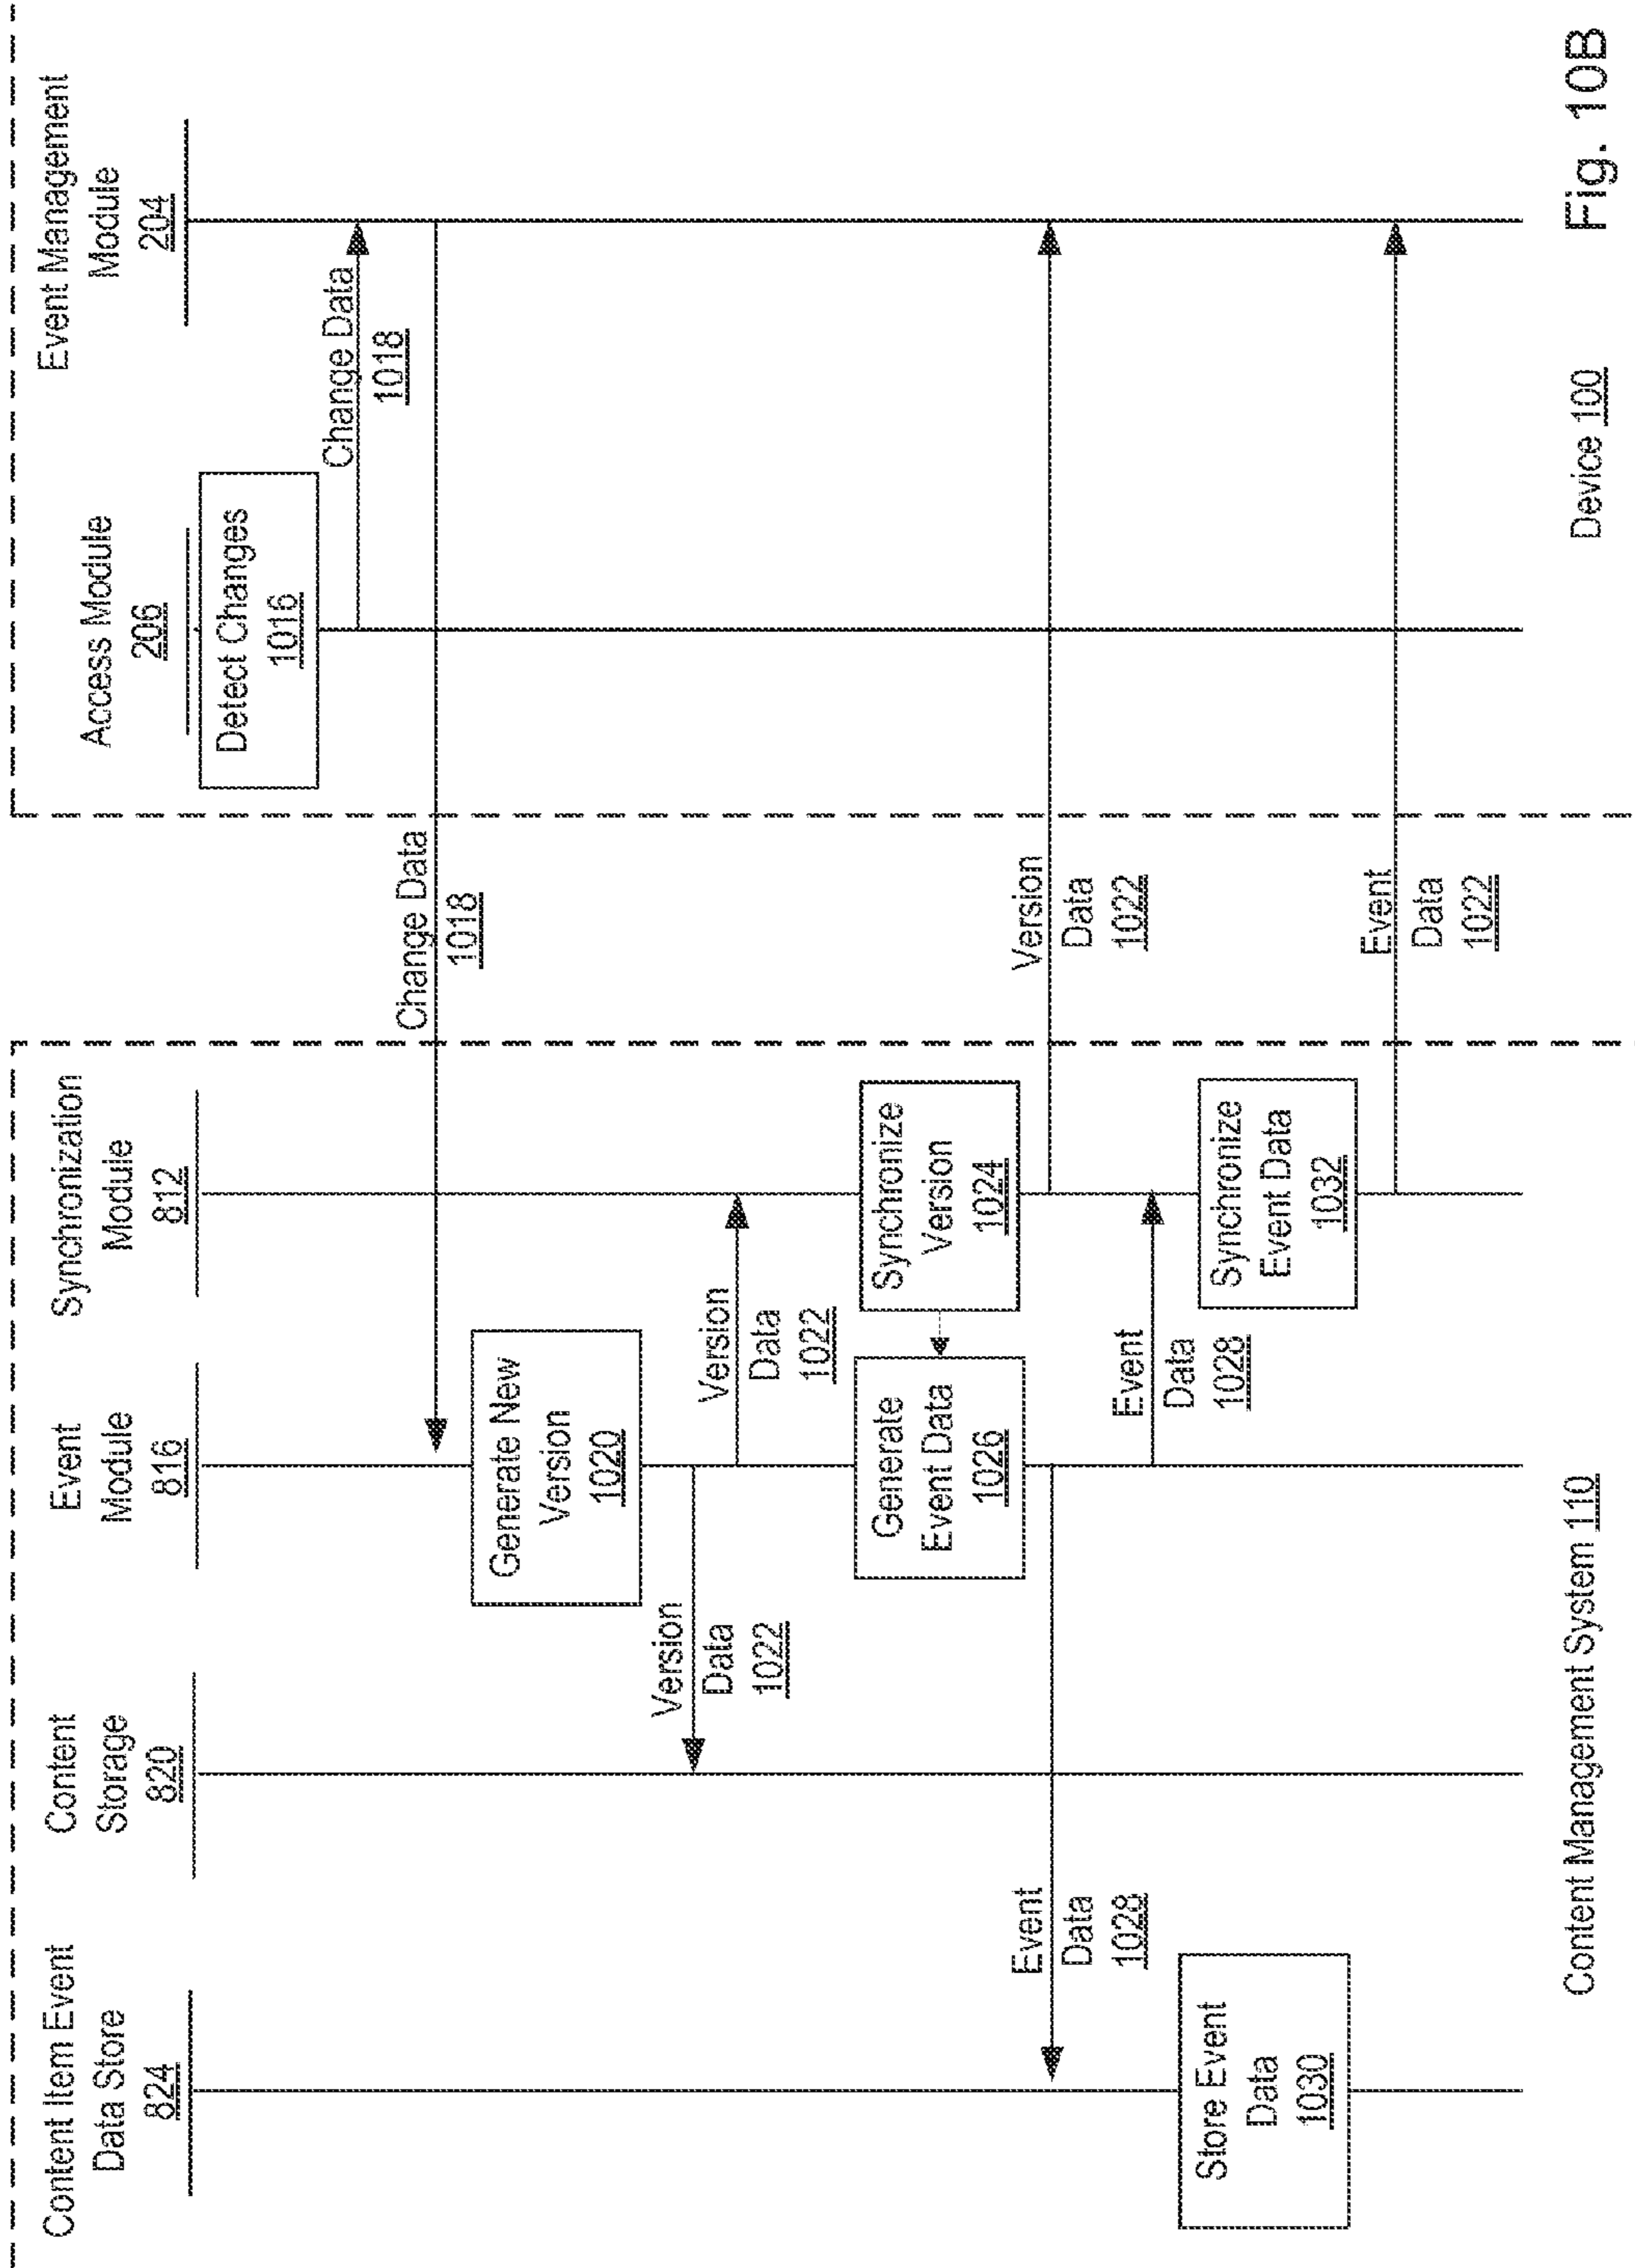 Content Item Event
Data Store
824
Content
Storage
820
Event
Module
816
Synchronization
Module
812
Access Module
206
Event Management
Module
204
Detect Changes
1016
Change Data
1018
Change Data
1018
Generate New
Version
1020
Version
Data
1022
Version
Data
1022
Synchronize
Version
1024
Generate
Event Data
1026
Version
Data
1022
Event
Data
1028
Event
Data
1028
Store Event
Data
1030
Synchronize
Event Data
1032
Event
Data
1022
Content Management System 110
Device 100
Fig. 10B